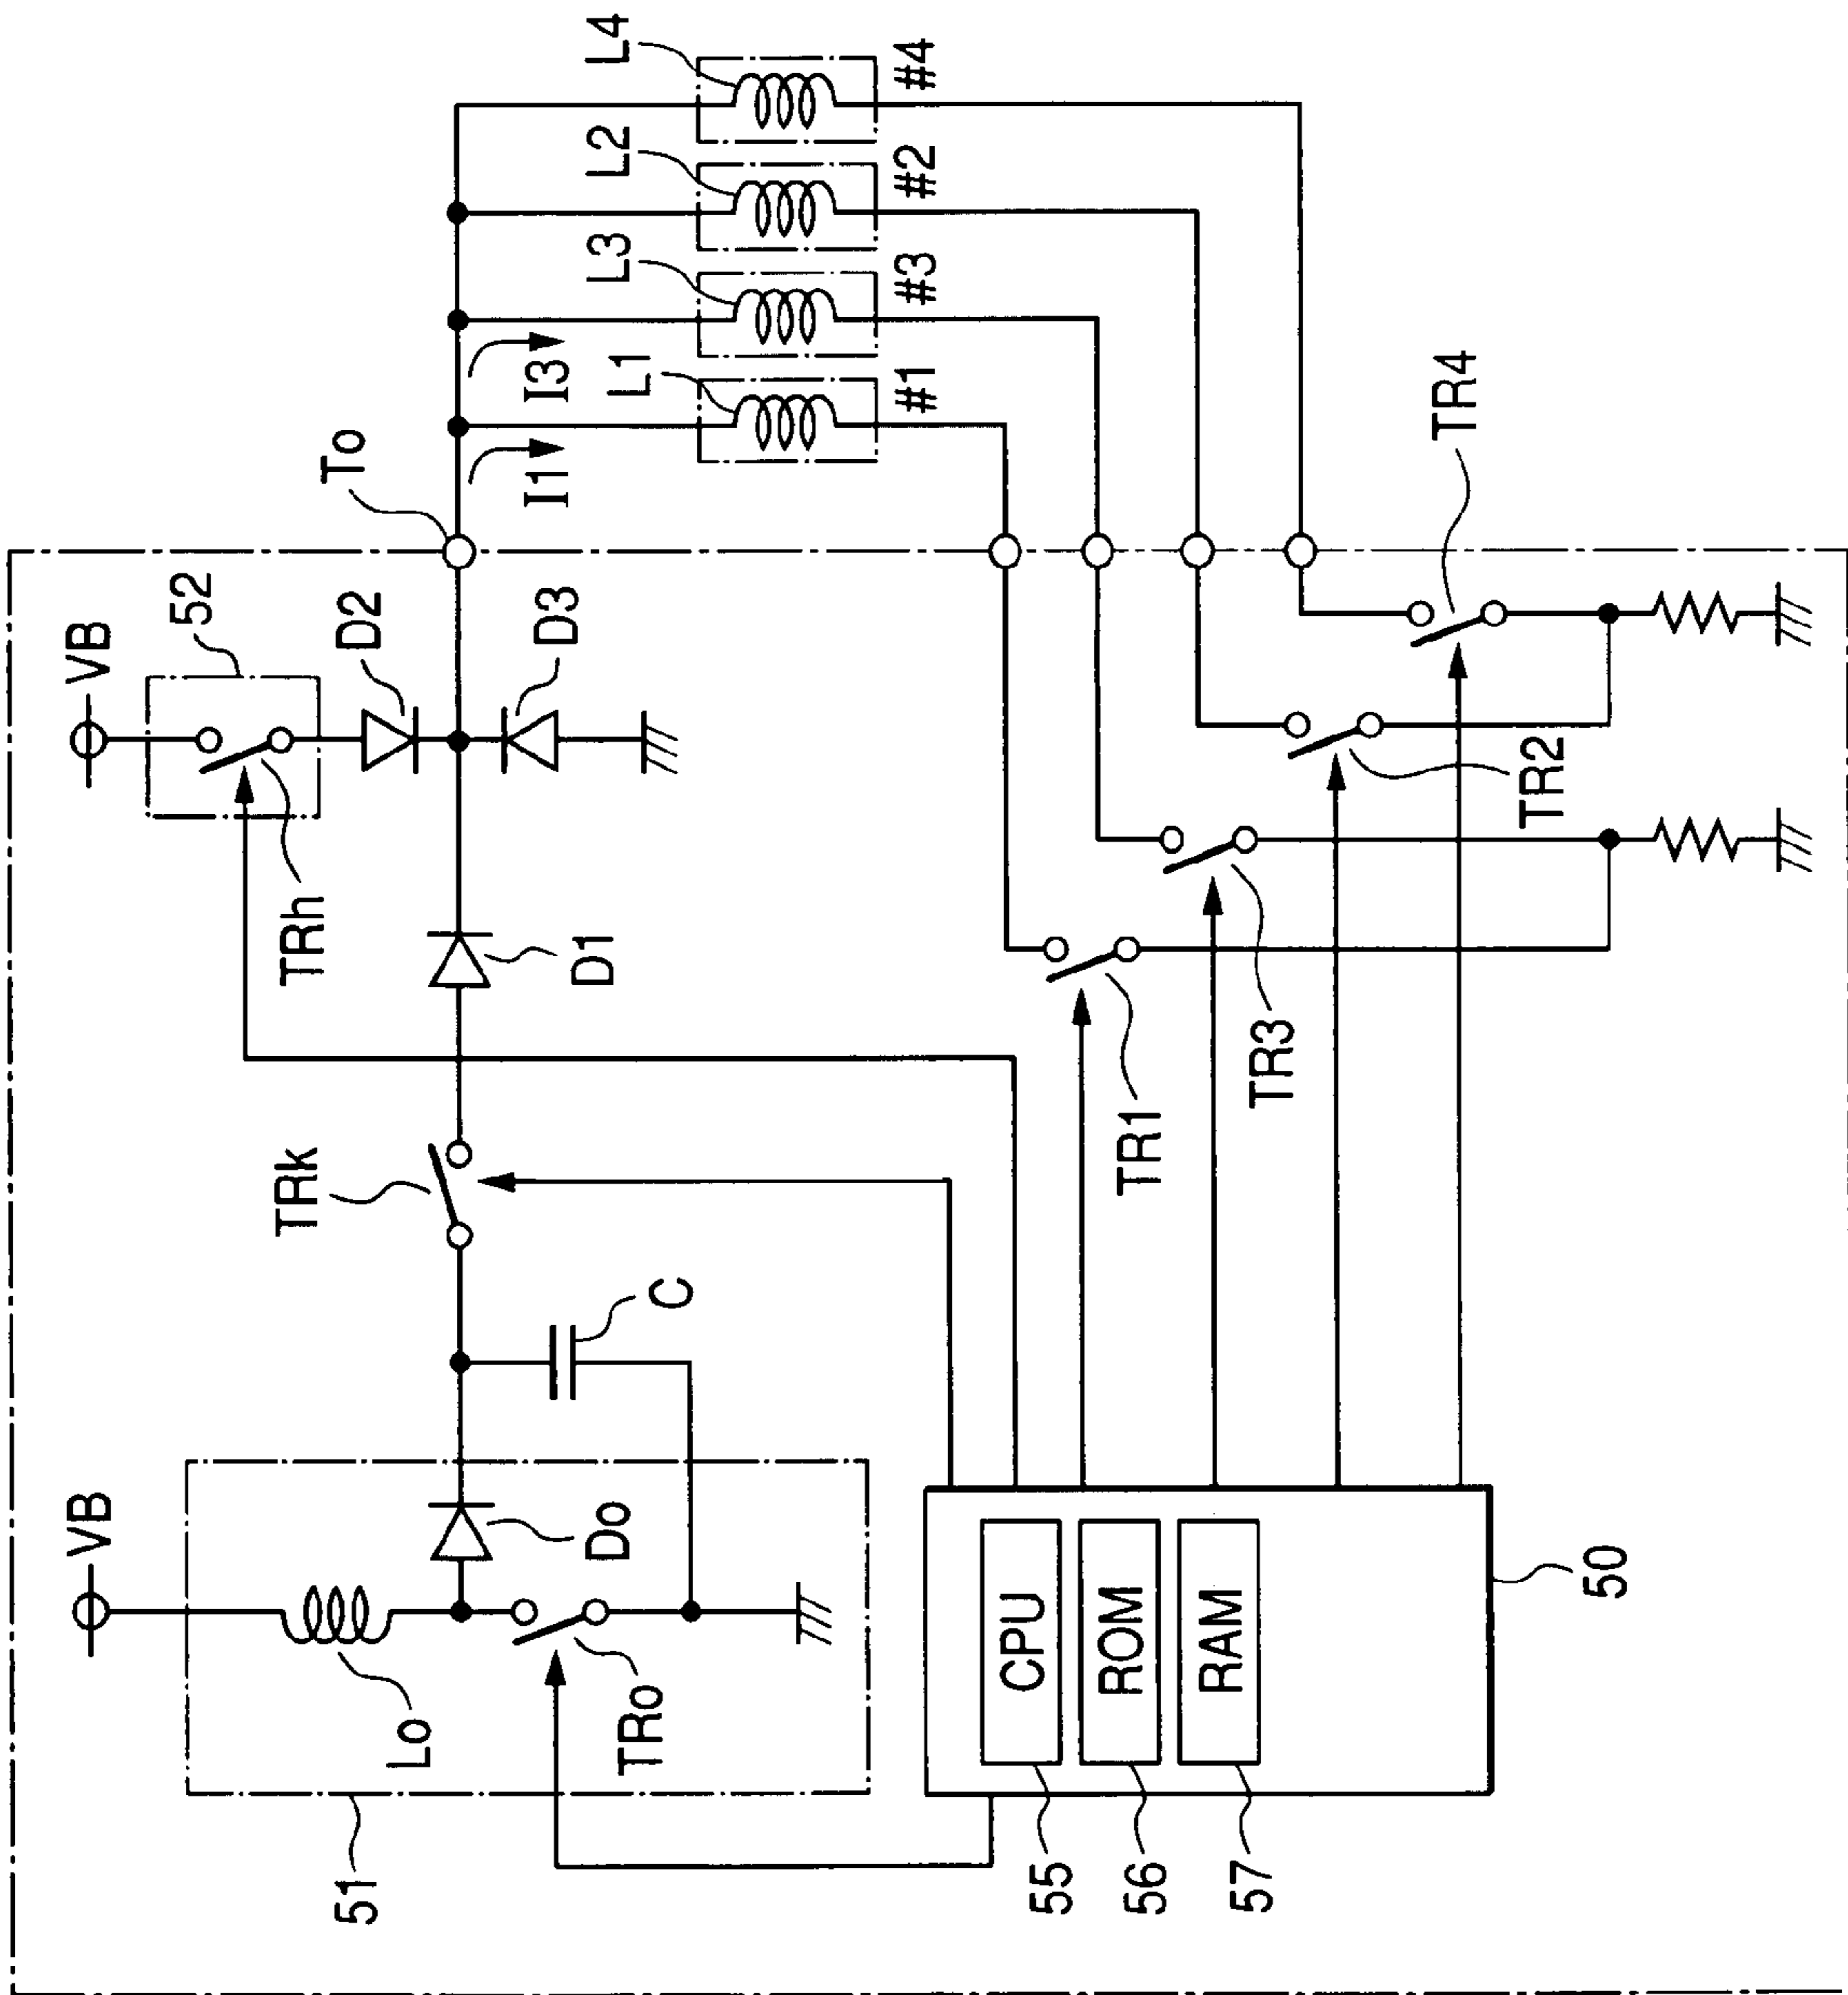 VB
VB
52
51
Lo
Do
TRo
C
TRk
TRh
D1
D2
D3
To
I1
I3
L1
L3
L2
L4
#1
#3
#2
#4
CPU
ROM
RAM
55
56
57
50
TR1
TR3
TR2
TR4